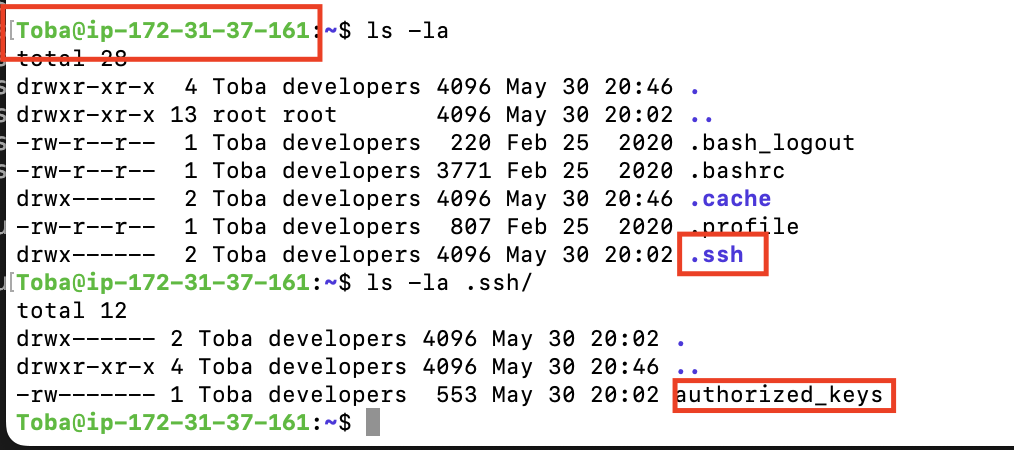 [Toba@ip-172-31-37-161:~$ ls -la
total 28
drwxr-xr-x  4 Toba developers 4096 May 30 20:46 .
drwxr-xr-x 13 root root       4096 May 30 20:02 ..
-rw-r--r--  1 Toba developers  220 Feb 25  2020 .bash_logout
-rw-r--r--  1 Toba developers 3771 Feb 25  2020 .bashrc
drwx------  2 Toba developers 4096 May 30 20:46 .cache
-rw-r--r--  1 Toba developers  807 Feb 25  2020 .profile
drwx------  2 Toba developers 4096 May 30 20:02 .ssh
[Toba@ip-172-31-37-161:~$ ls -la .ssh/
total 12
drwx------ 2 Toba developers 4096 May 30 20:02 .
drwxr-xr-x 4 Toba developers 4096 May 30 20:46 ..
-rw------- 1 Toba developers  553 May 30 20:02 authorized_keys
Toba@ip-172-31-37-161:~$